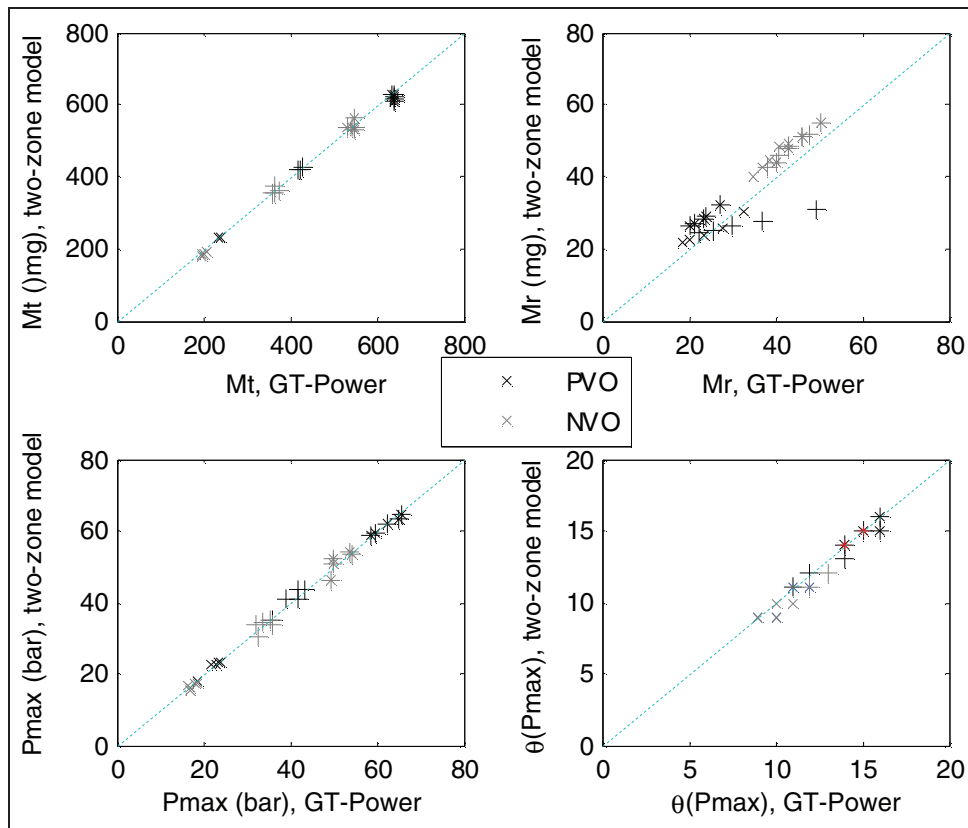 800
600
400
200
0
Mt ()mg), two-zone model
0 200 400 600 800
Mt, GT-Power
80
60
40
20
0
Mr (mg), two-zone model
0 20 40 60 80
Mr, GT-Power
PVO
NVO
80
60
40
20
0
Pmax (bar), two-zone model
0 20 40 60 80
Pmax (bar), GT-Power
20
15
10
5
0
θ(Pmax), two-zone model
0 5 10 15 20
θ(Pmax), GT-Power